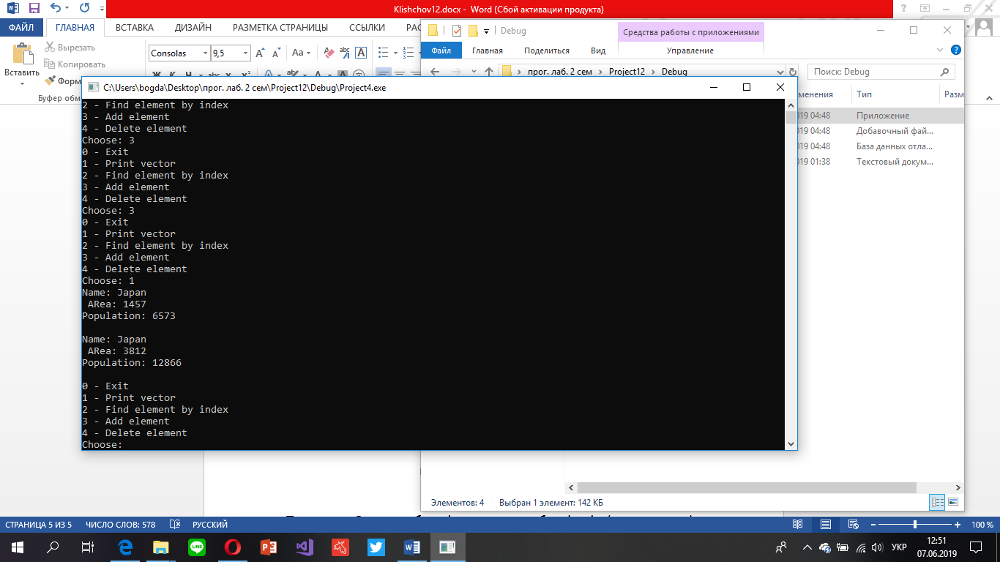 Klishchov12.docx - Word (Сбой активации продукта)
ФАЙЛ ГЛАВНАЯ ВСТАВКА ДИЗАЙН РАЗМЕТКА СТРАНИЦЫ ССЫЛКИ РАС
Вставить
Вырезать
Копировать
Форм
Буфер обм
Consolas 9,5
Aa
Ж К Ч abc
Debug
Средства работы с приложениями
Файл Главная Поделиться Вид Управление
прог. лаб. 2 сем Project12 Debug
Поиск: Debug
менения Тип Разм
019 04:48 Приложение
019 04:48 Добавочный фай...
019 04:48 База данных отла...
019 01:38 Текстовый докум...
C:\Users\bogda\Desktop\прог. лаб. 2 сем\Project12\Debug\Project4.exe
2 - Find element by index
3 - Add element
4 - Delete element
Choose: 3
0 - Exit
1 - Print vector
2 - Find element by index
3 - Add element
4 - Delete element
Choose: 3
0 - Exit
1 - Print vector
2 - Find element by index
3 - Add element
4 - Delete element
Choose: 1
Name: Japan
ARea: 1457
Population: 6573
Name: Japan
ARea: 3812
Population: 12866
0 - Exit
1 - Print vector
2 - Find element by index
3 - Add element
4 - Delete element
Choose:
Элементов: 4 Выбран 1 элемент: 142 КБ
СТРАНИЦА 5 ИЗ 5 ЧИСЛО СЛОВ: 578 РУССКИЙ
100 %
LINE
УКР
12:51
07.06.2019